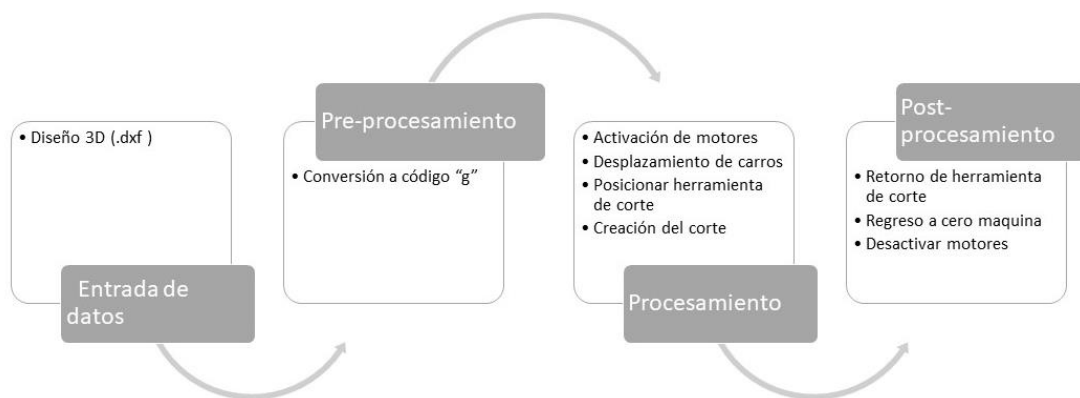 • Diseño 3D (.dxf )
Entrada de
datos
Pre-procesamiento
• Conversión a código “g”
• Activación de motores
• Desplazamiento de carros
• Posicionar herramienta
de corte
• Creación del corte
Procesamiento
Post-
procesamiento
• Retorno de herramienta
de corte
• Regreso a cero maquina
• Desactivar motores